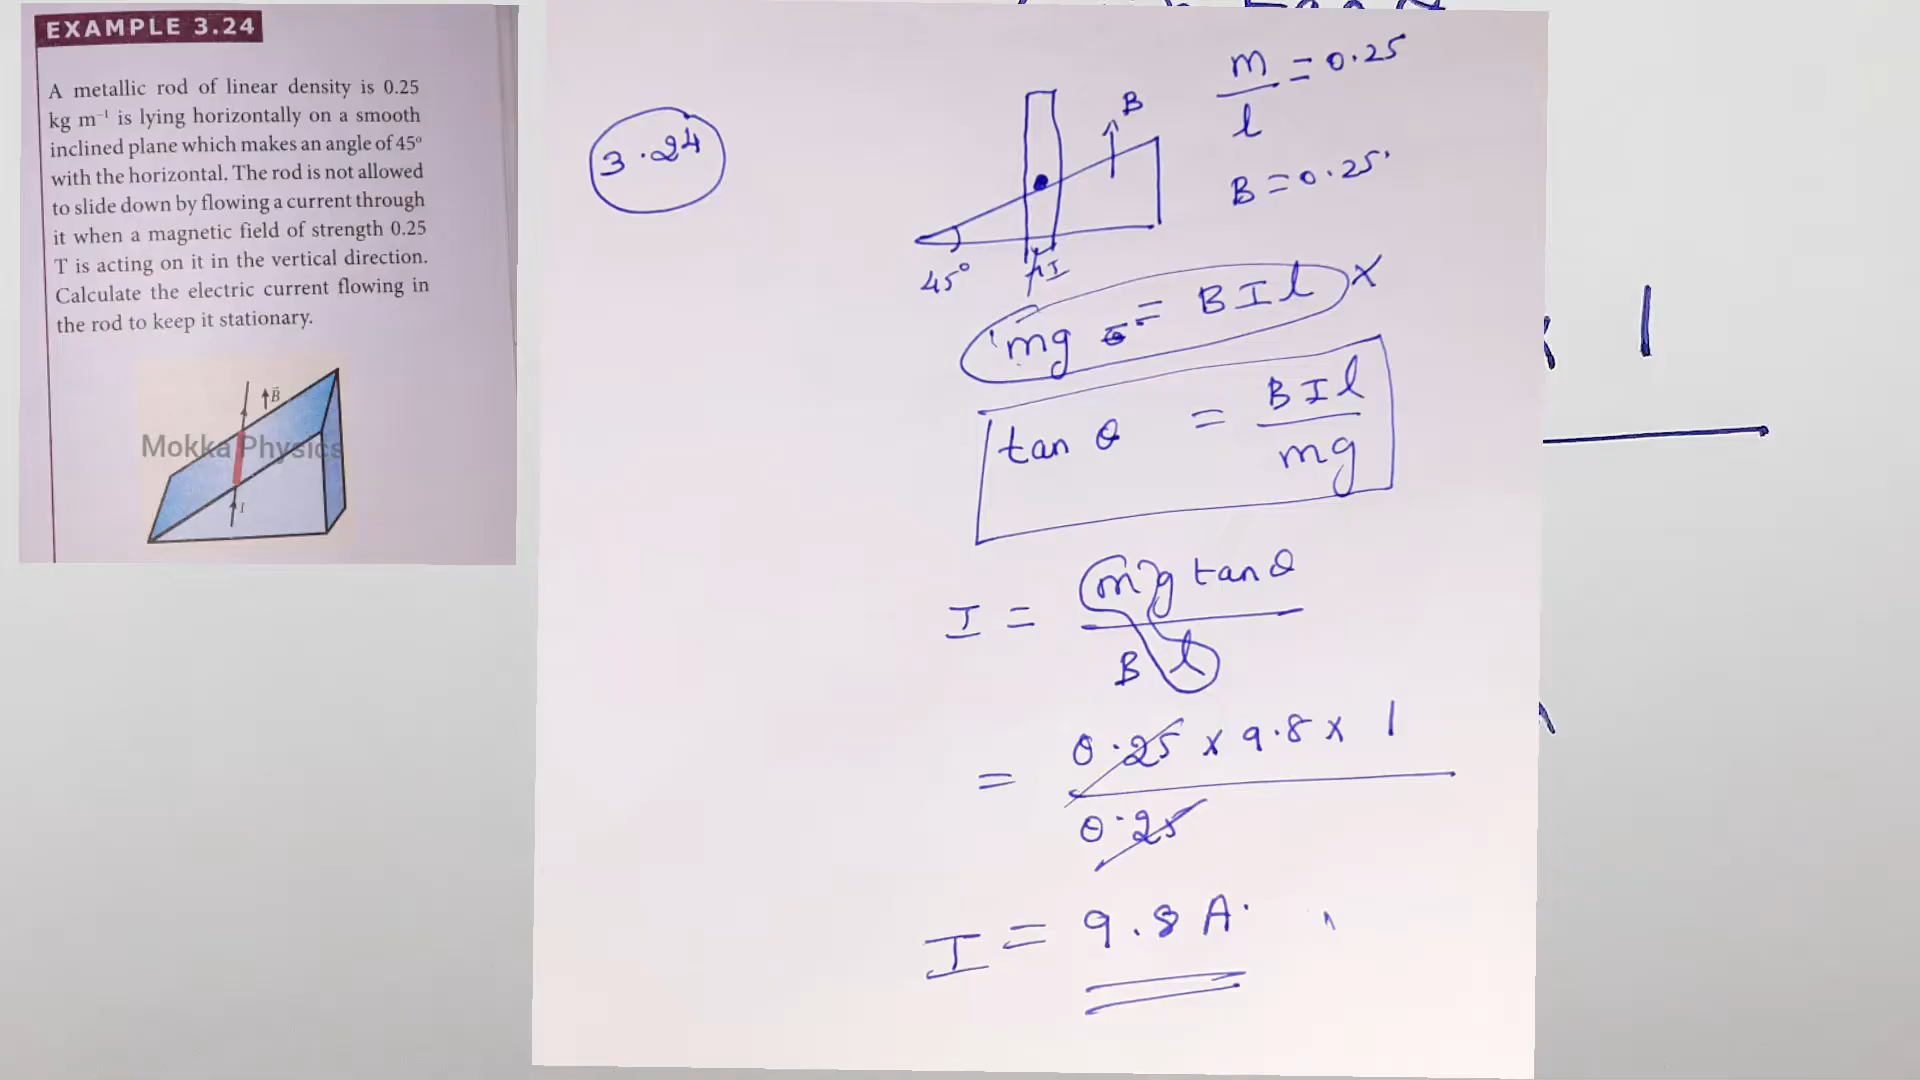 EXAMPLE 3.24
A metallic rod of linear density is 0.25
kg m⁻¹ is lying horizontally on a smooth
inclined plane which makes an angle of 45°
with the horizontal. The rod is not allowed
to slide down by flowing a current through
it when a magnetic field of strength 0.25
T is acting on it in the vertical direction.
Calculate the electric current flowing in
the rod to keep it stationary.
B
Mokka Physics
I
3.24
m/l = 0.25
B
B = 0.25
45°
I
mg = BIl ×
tan θ = BIl/mg
I = mg tan θ / B l
= 0.25 × 9.8 × 1 / 0.25
I = 9.8 A.
1